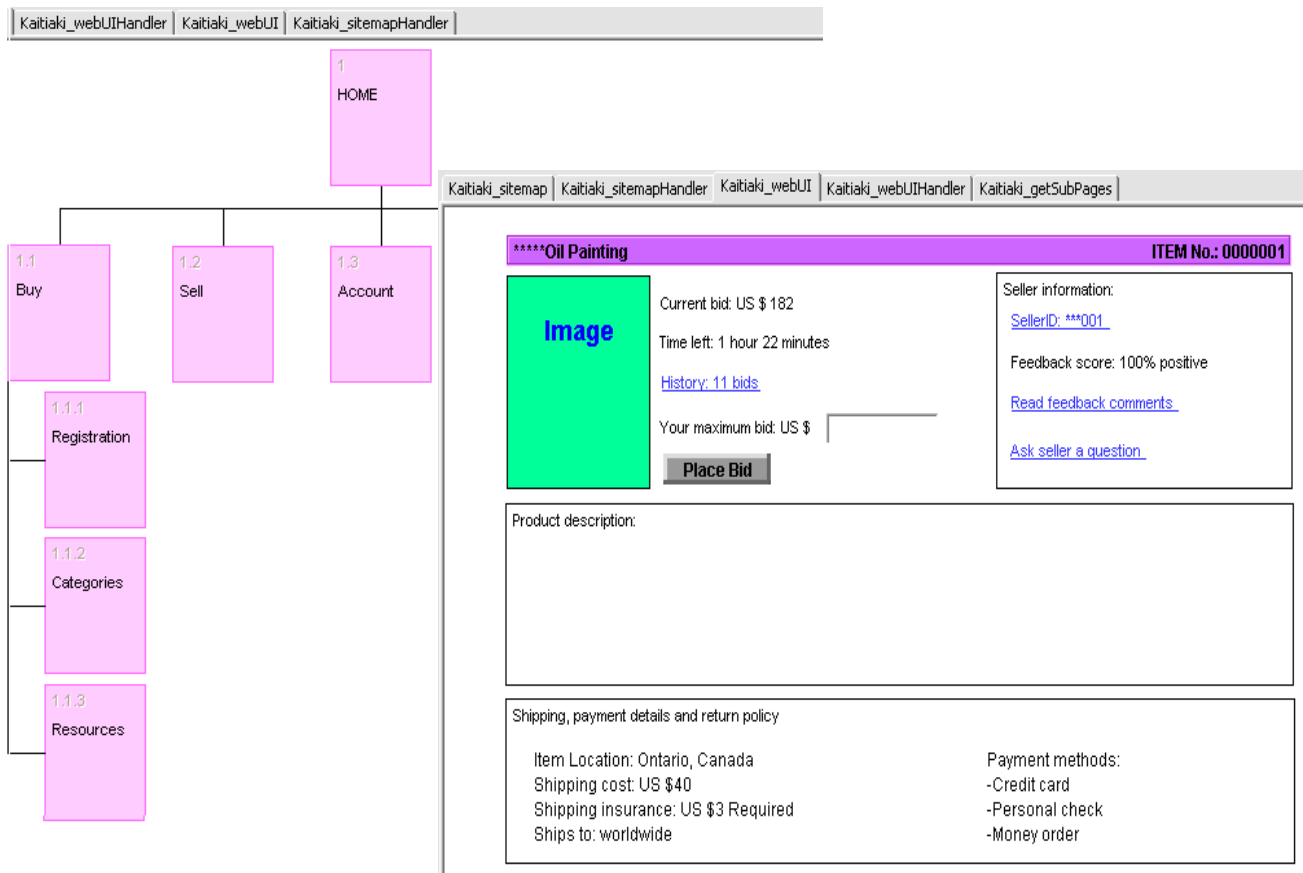 Kaitiaki_webUIHandler Kaitiaki_webUI Kaitiaki_sitemapHandler
1
HOME
1.1
Buy
1.2
Sell
1.3
Account
1.1.1
Registration
1.1.2
Categories
1.1.3
Resources
Kaitiaki_sitemap Kaitiaki_sitemapHandler Kaitiaki_webUI Kaitiaki_webUIHandler Kaitiaki_getSubPages
*****Oil Painting ITEM No.: 0000001
Image
Current bid: US $ 182
Time left: 1 hour 22 minutes
History: 11 bids
Your maximum bid: US $
Place Bid
Seller information:
SellerID: ***001
Feedback score: 100% positive
Read feedback comments
Ask seller a question
Product description:
Shipping, payment details and return policy
Item Location: Ontario, Canada
Shipping cost: US $40
Shipping insurance: US $3 Required
Ships to: worldwide
Payment methods:
-Credit card
-Personal check
-Money order